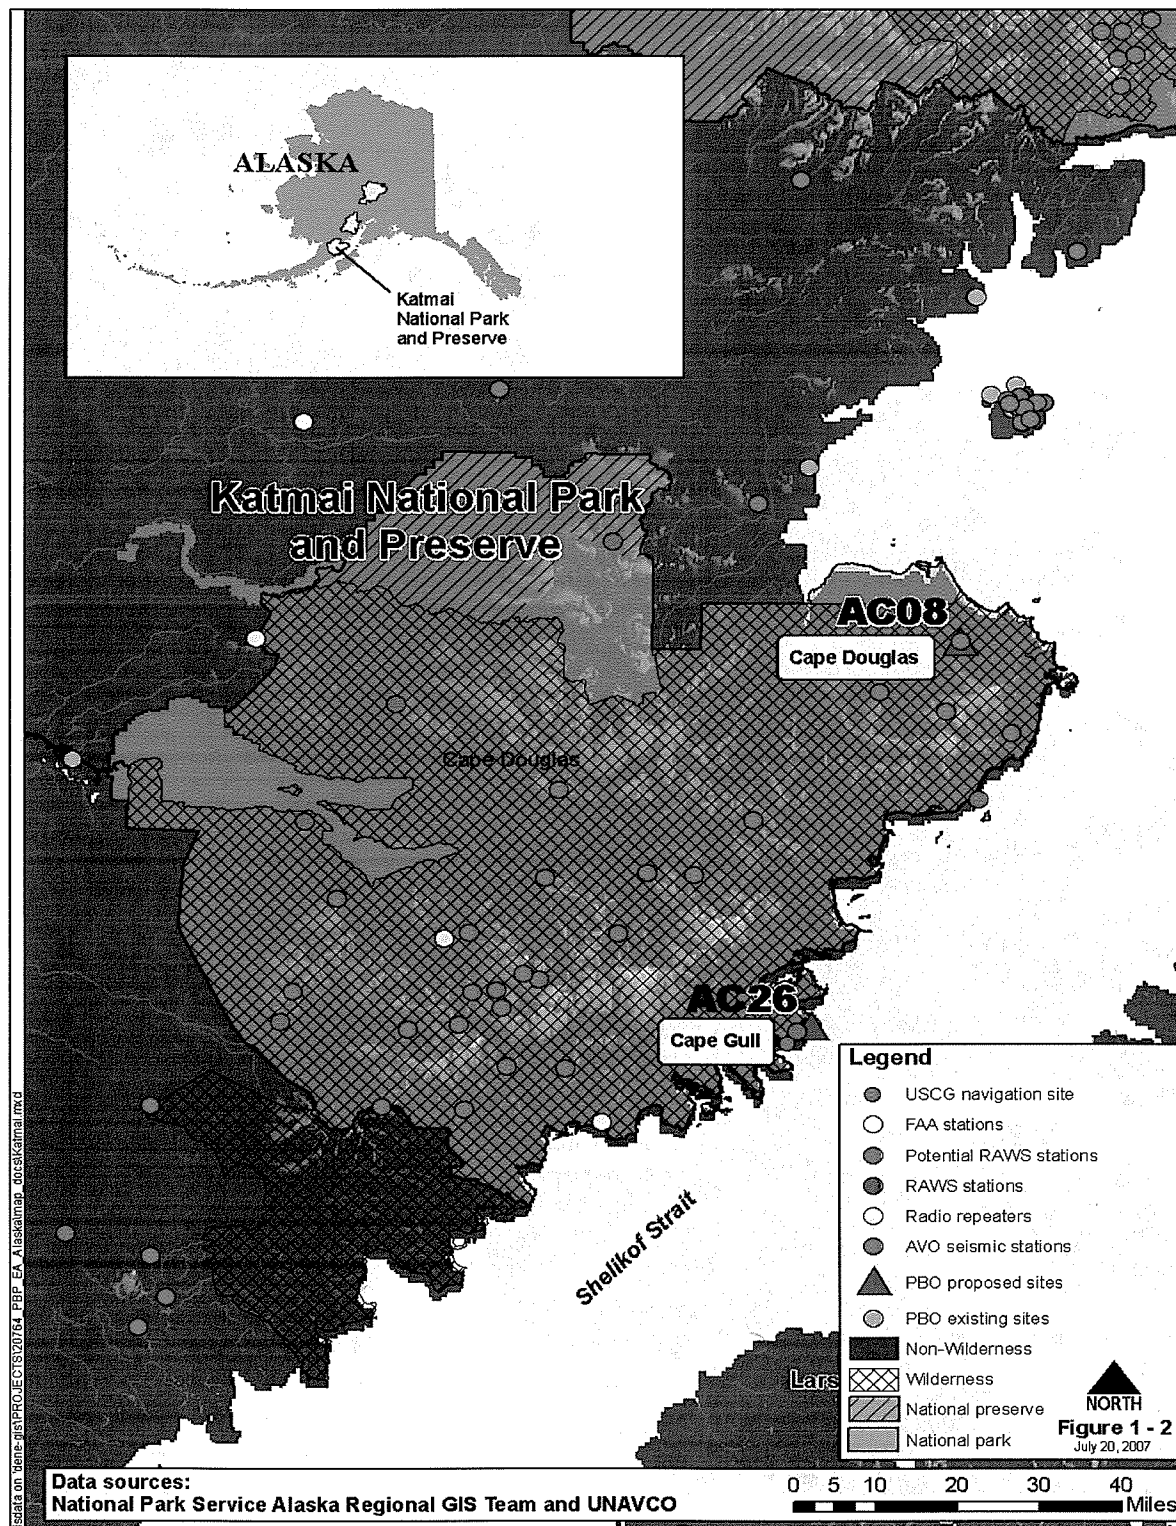 ALASKA
Katmai
National Park
and Preserve
Katmai National Park
and Preserve
AC08
Cape Douglas
Cape Douglas
AC26
Cape Gull
Shelikof Strait
Legend
USCG navigation site
FAA stations
Potential RAWS stations
RAWS stations
Radio repeaters
AVO seismic stations
PBO proposed sites
PBO existing sites
Non-Wilderness
Wilderness
National preserve
National park
NORTH
Figure 1 - 2
July 20, 2007
Lars
Data sources:
National Park Service Alaska Regional GIS Team and UNAVCO
0 5 10 20 30 40
Miles